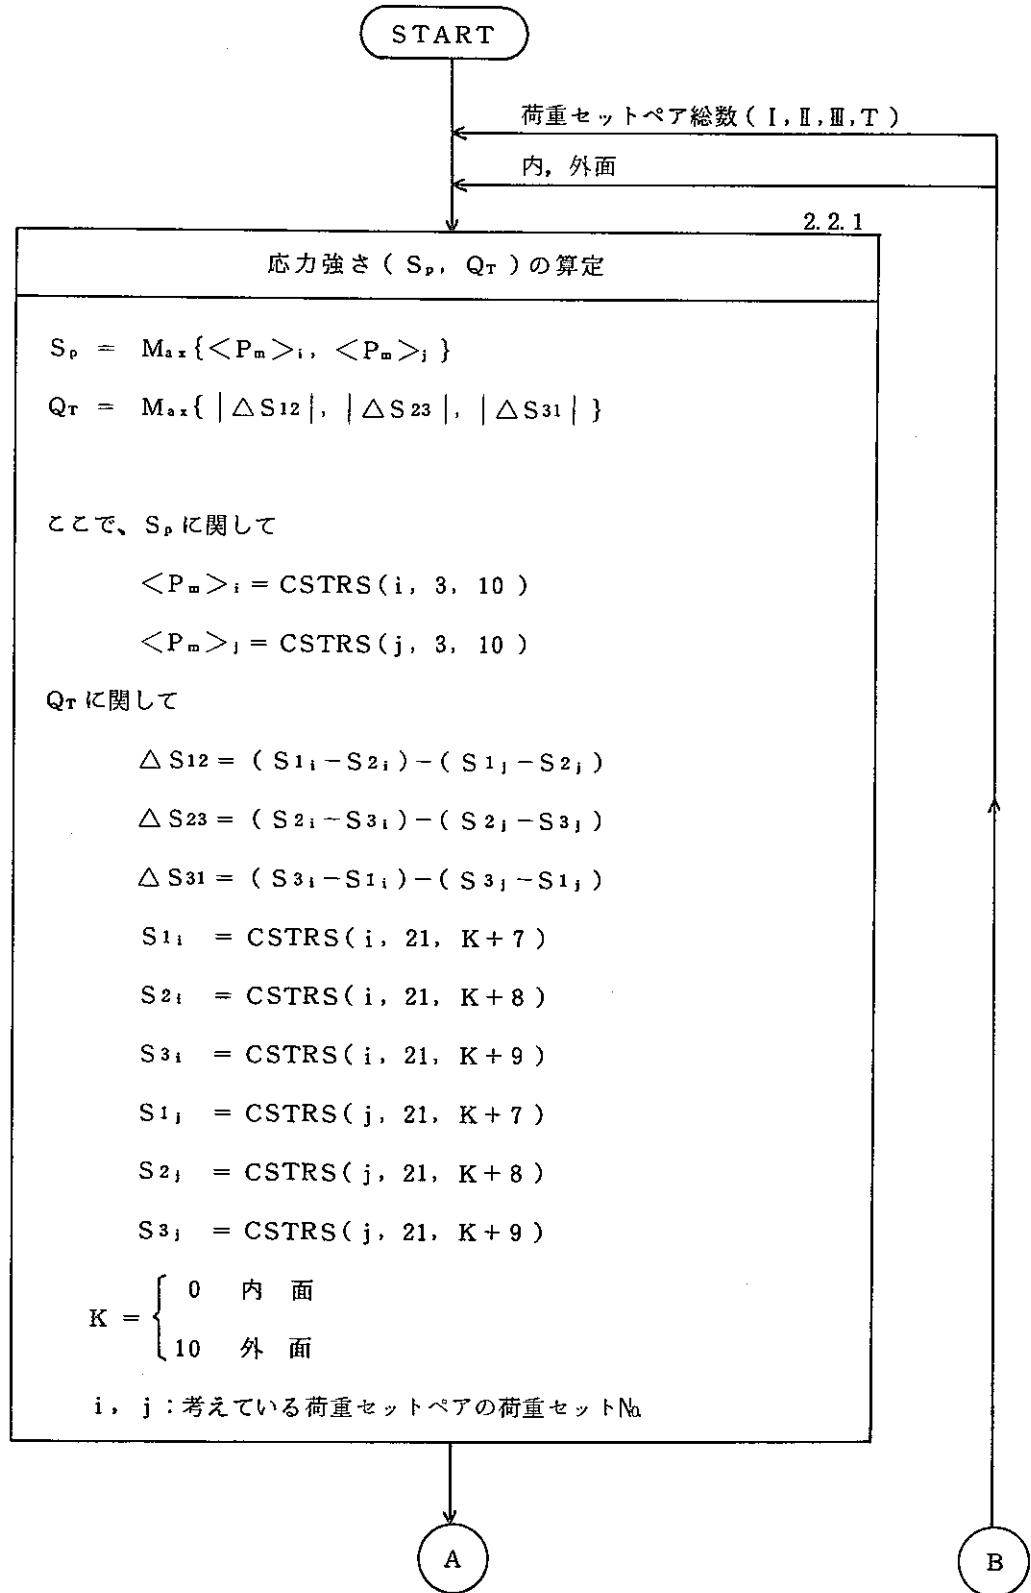 START
荷重セットペア総数(Ⅰ,Ⅱ,Ⅲ,T)
内,外面
2.2.1
応力強さ(Sp, QT)の算定
Sp = Max{<Pm>i, <Pm>j}
QT = Max{|△S12|, |△S23|, |△S31|}
ここで、Spに関して
<Pm>i = CSTRS(i, 3, 10)
<Pm>j = CSTRS(j, 3, 10)
QTに関して
△S12 = (S1i-S2i)-(S1j-S2j)
△S23 = (S2i-S3i)-(S2j-S3j)
△S31 = (S3i-S1i)-(S3j-S1j)
S1i = CSTRS(i, 21, K+7)
S2i = CSTRS(i, 21, K+8)
S3i = CSTRS(i, 21, K+9)
S1j = CSTRS(j, 21, K+7)
S2j = CSTRS(j, 21, K+8)
S3j = CSTRS(j, 21, K+9)
0 内 面
K = {
10 外 面
i, j:考えている荷重セットペアの荷重セット№
A
B